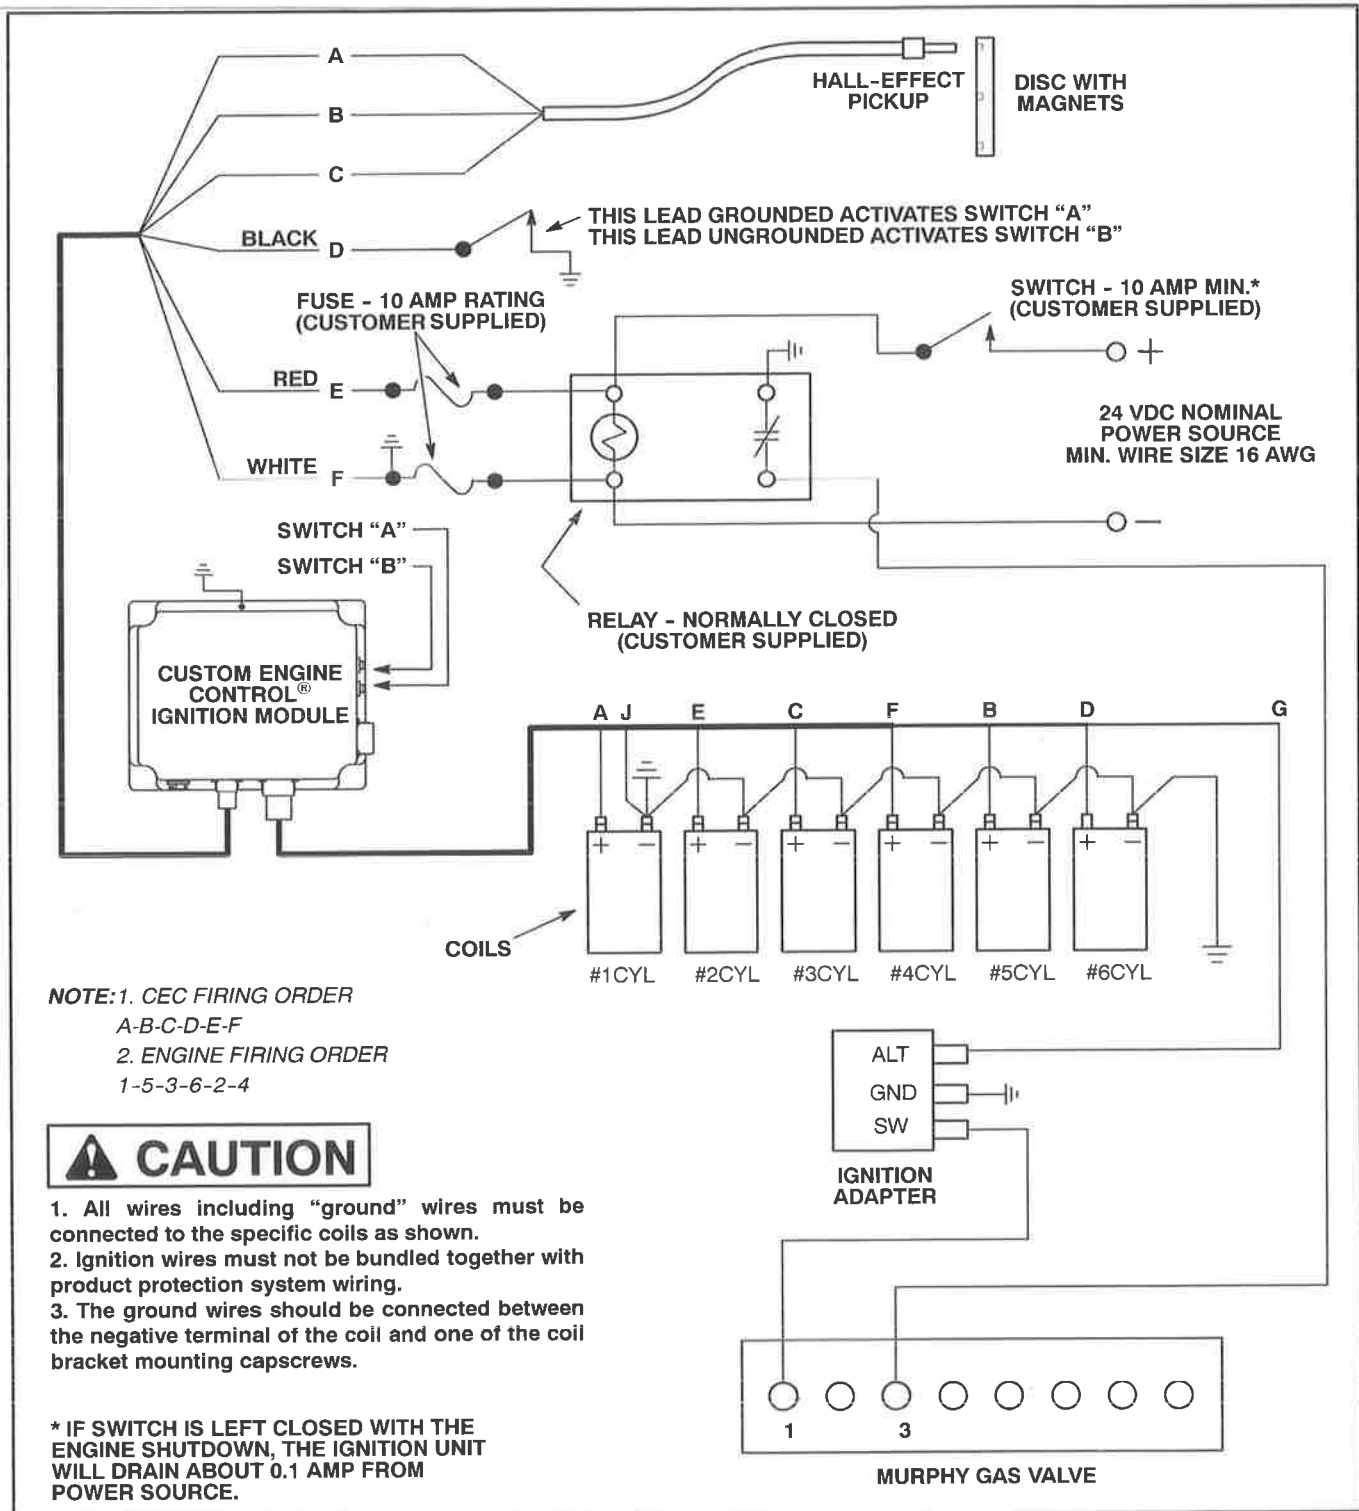 A
HALL-EFFECT
PICKUP
DISC WITH
MAGNETS
B
C
THIS LEAD GROUNDED ACTIVATES SWITCH “A”
THIS LEAD UNGROUNDED ACTIVATES SWITCH “B”
BLACK D
FUSE - 10 AMP RATING
(CUSTOMER SUPPLIED)
SWITCH - 10 AMP MIN.*
(CUSTOMER SUPPLIED)
+
RED E
24 VDC NOMINAL
POWER SOURCE
MIN. WIRE SIZE 16 AWG
WHITE F
−
SWITCH “A”
SWITCH “B”
RELAY - NORMALLY CLOSED
(CUSTOMER SUPPLIED)
CUSTOM ENGINE
CONTROL®
IGNITION MODULE
A J E C F B D G
+ − + − + − + − + − + −
COILS
#1CYL #2CYL #3CYL #4CYL #5CYL #6CYL
NOTE: 1. CEC FIRING ORDER
A-B-C-D-E-F
2. ENGINE FIRING ORDER
1-5-3-6-2-4
ALT
GND
SW
IGNITION
ADAPTER
CAUTION
1. All wires including “ground” wires must be
connected to the specific coils as shown.
2. Ignition wires must not be bundled together with
product protection system wiring.
3. The ground wires should be connected between
the negative terminal of the coil and one of the coil
bracket mounting capscrews.
* IF SWITCH IS LEFT CLOSED WITH THE
ENGINE SHUTDOWN, THE IGNITION UNIT
WILL DRAIN ABOUT 0.1 AMP FROM
POWER SOURCE.
1 3
MURPHY GAS VALVE